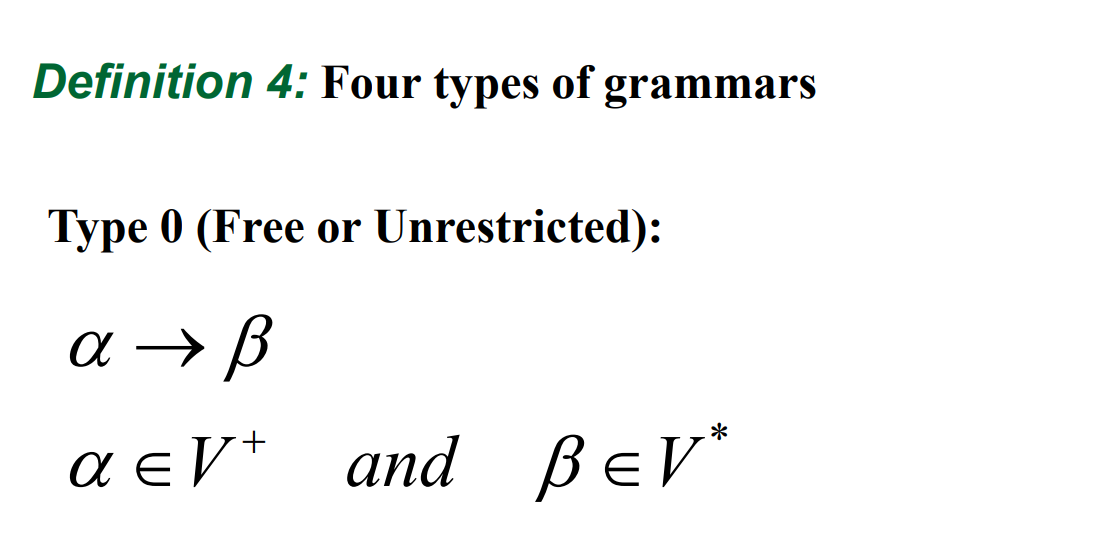 Definition 4: Four types of grammars
Type 0 (Free or Unrestricted):
α → β
α ∈ V⁺ and β ∈ V*